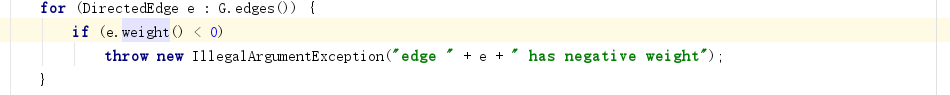 for (DirectedEdge e : G.edges()) {
if (e.weight() < 0)
throw new IllegalArgumentException("edge " + e + " has negative weight");
}